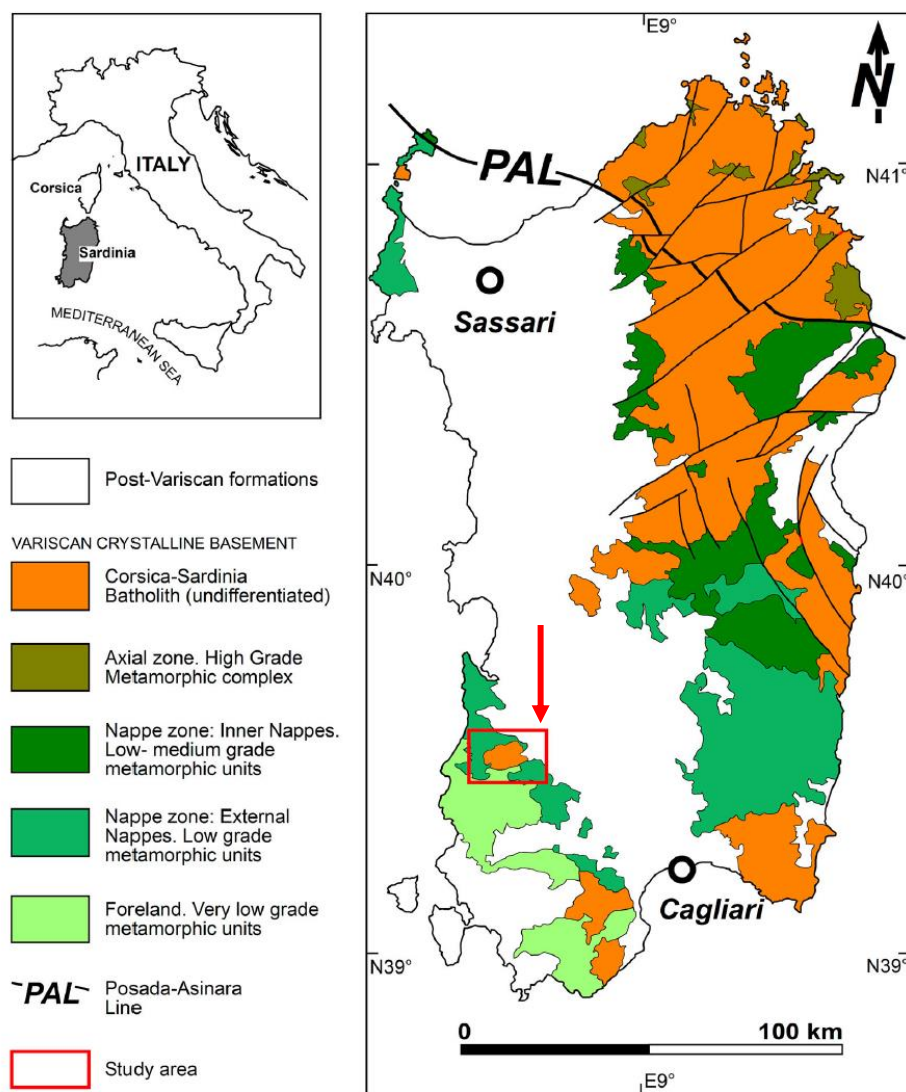 ITALY
Corsica
Sardinia
MEDITERRANEAN SEA
Post-Variscan formations
VARISCAN CRYSTALLINE BASEMENT
Corsica-Sardinia
Batholith (undifferentiated)
Axial zone. High Grade
Metamorphic complex
Nappe zone: Inner Nappes.
Low- medium grade
metamorphic units
Nappe zone: External
Nappes. Low grade
metamorphic units
Foreland. Very low grade
metamorphic units
PAL
Posada-Asinara
Line
Study area
E9°
N
PAL
N41°
Sassari
N40°
N40°
Cagliari
N39°
N39°
0 100 km
E9°